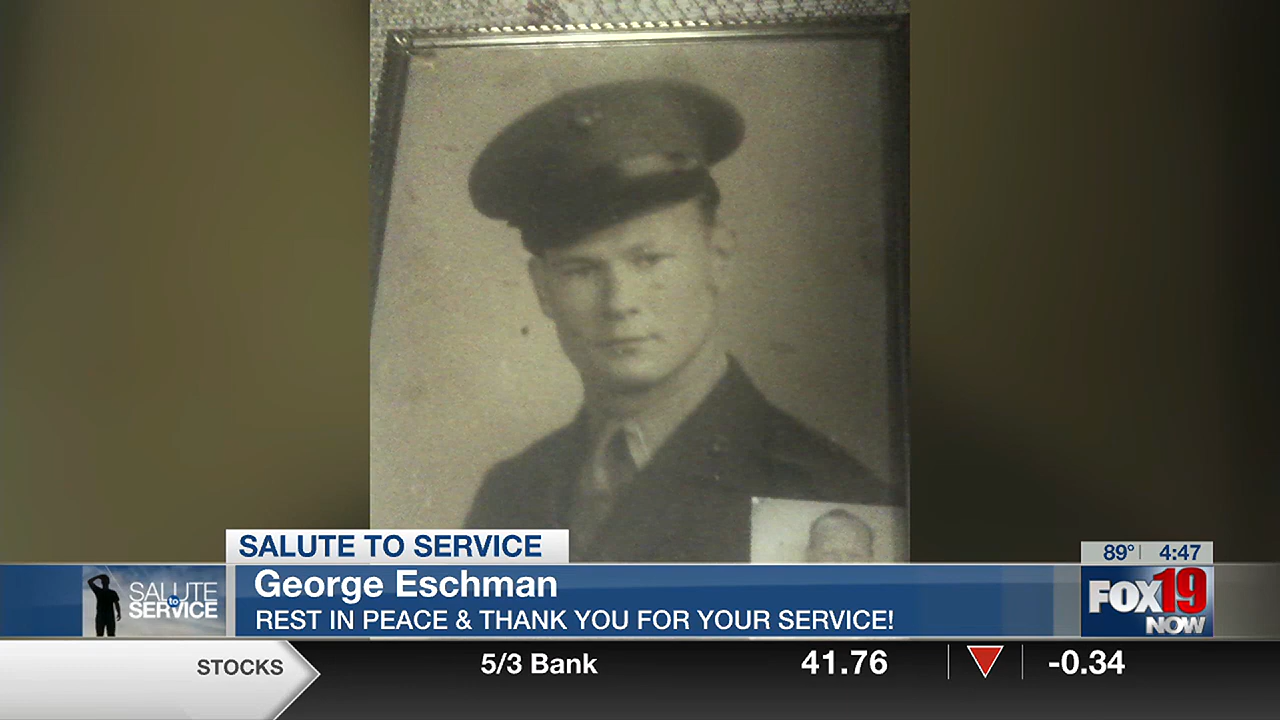 SALUTE TO SERVICE
George Eschman
REST IN PEACE & THANK YOU FOR YOUR SERVICE!
SALUTE
to
SERVICE
89° 4:47
FOX19
NOW
STOCKS 5/3 Bank 41.76 -0.34